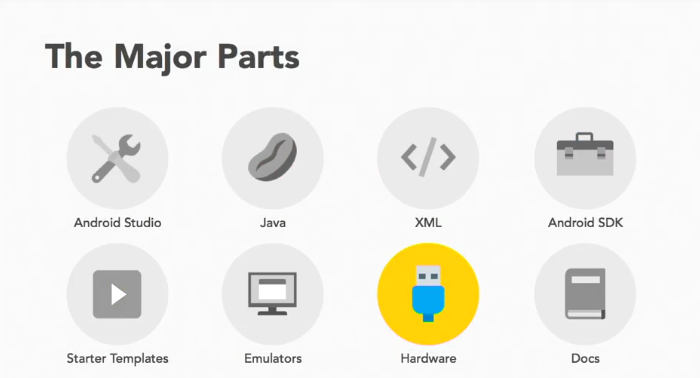 The Major Parts
Android Studio
Java
XML
Android SDK
Starter Templates
Emulators
Hardware
Docs